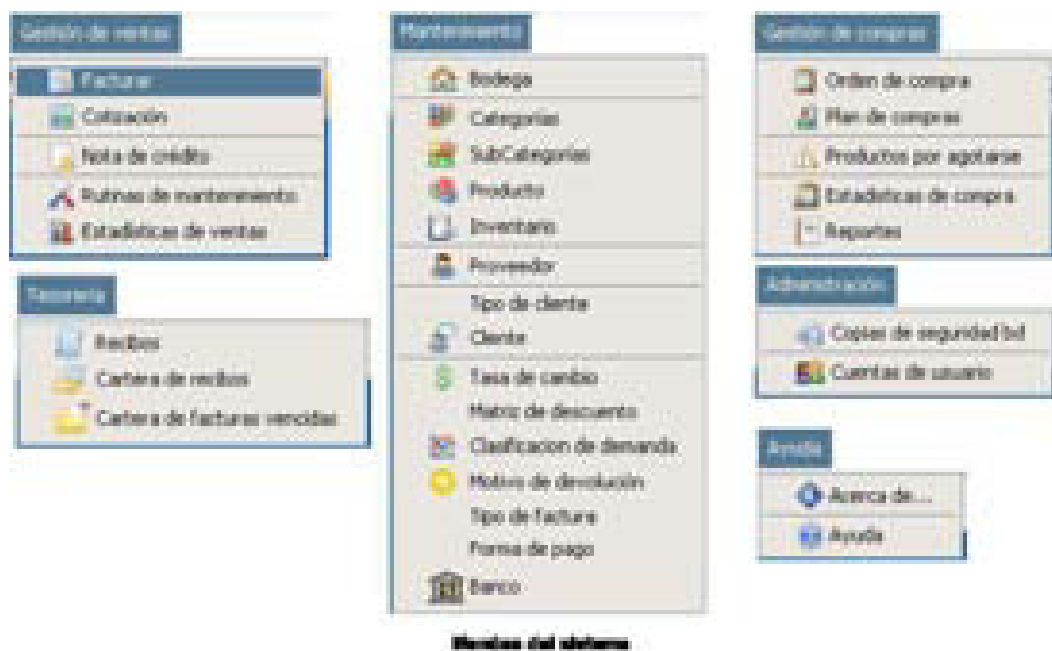 Gestión de ventas
Facturar
Cotización
Nota de crédito
Rutinas de mantenimiento
Estadísticas de ventas
Tesorería
Recibos
Cartera de recibos
Cartera de facturas vencidas
Mantenimiento
Bodega
Categorías
SubCategorías
Producto
Inventario
Proveedor
Tipo de cliente
Cliente
Tasa de cambio
Matriz de descuento
Clasificacion de demanda
Motivo de devolución
Tipo de factura
Forma de pago
Banco
Gestión de compras
Orden de compra
Plan de compras
Productos por agotarse
Estadísticas de compra
Reportes
Administración
Copias de seguridad bd
Cuentas de usuario
Ayuda
Acerca de...
Ayuda
Menúes del sistema